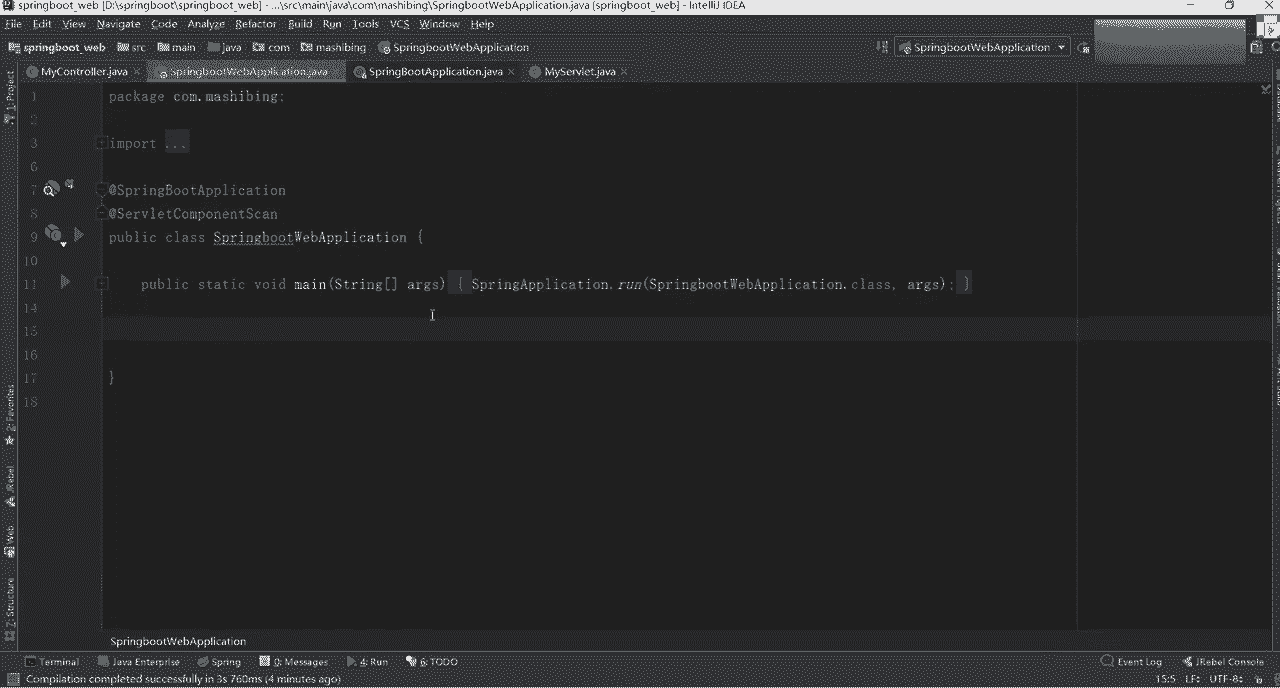 springboot_web [D:\springboot\springboot_web] - ...\src\main\java\com\mashibing\SpringbootWebApplication.java [springboot_web] - IntelliJ IDEA
File Edit View Navigate Code Analyze Refactor Build Run Tools VCS Window Help
springboot_web src main java com mashibing SpringbootWebApplication SpringbootWebApplication
MyController.java SpringbootWebApplication.java SpringBootApplication.java MyServlet.java
1 package com.mashibing;
2
3 import ...
6
7 @SpringBootApplication
8 @ServletComponentScan
9 public class SpringbootWebApplication {
10
11 public static void main(String[] args) { SpringApplication.run(SpringbootWebApplication.class, args); }
14
15
16
17 }
18
1: Project
2: Favorites
JRebel
Web
7: Structure
SpringbootWebApplication
Terminal Java Enterprise Spring 0: Messages 4: Run 6: TODO Event Log JRebel Console
Compilation completed successfully in 3s 760ms (4 minutes ago) 15:5 LF: UTF-8: